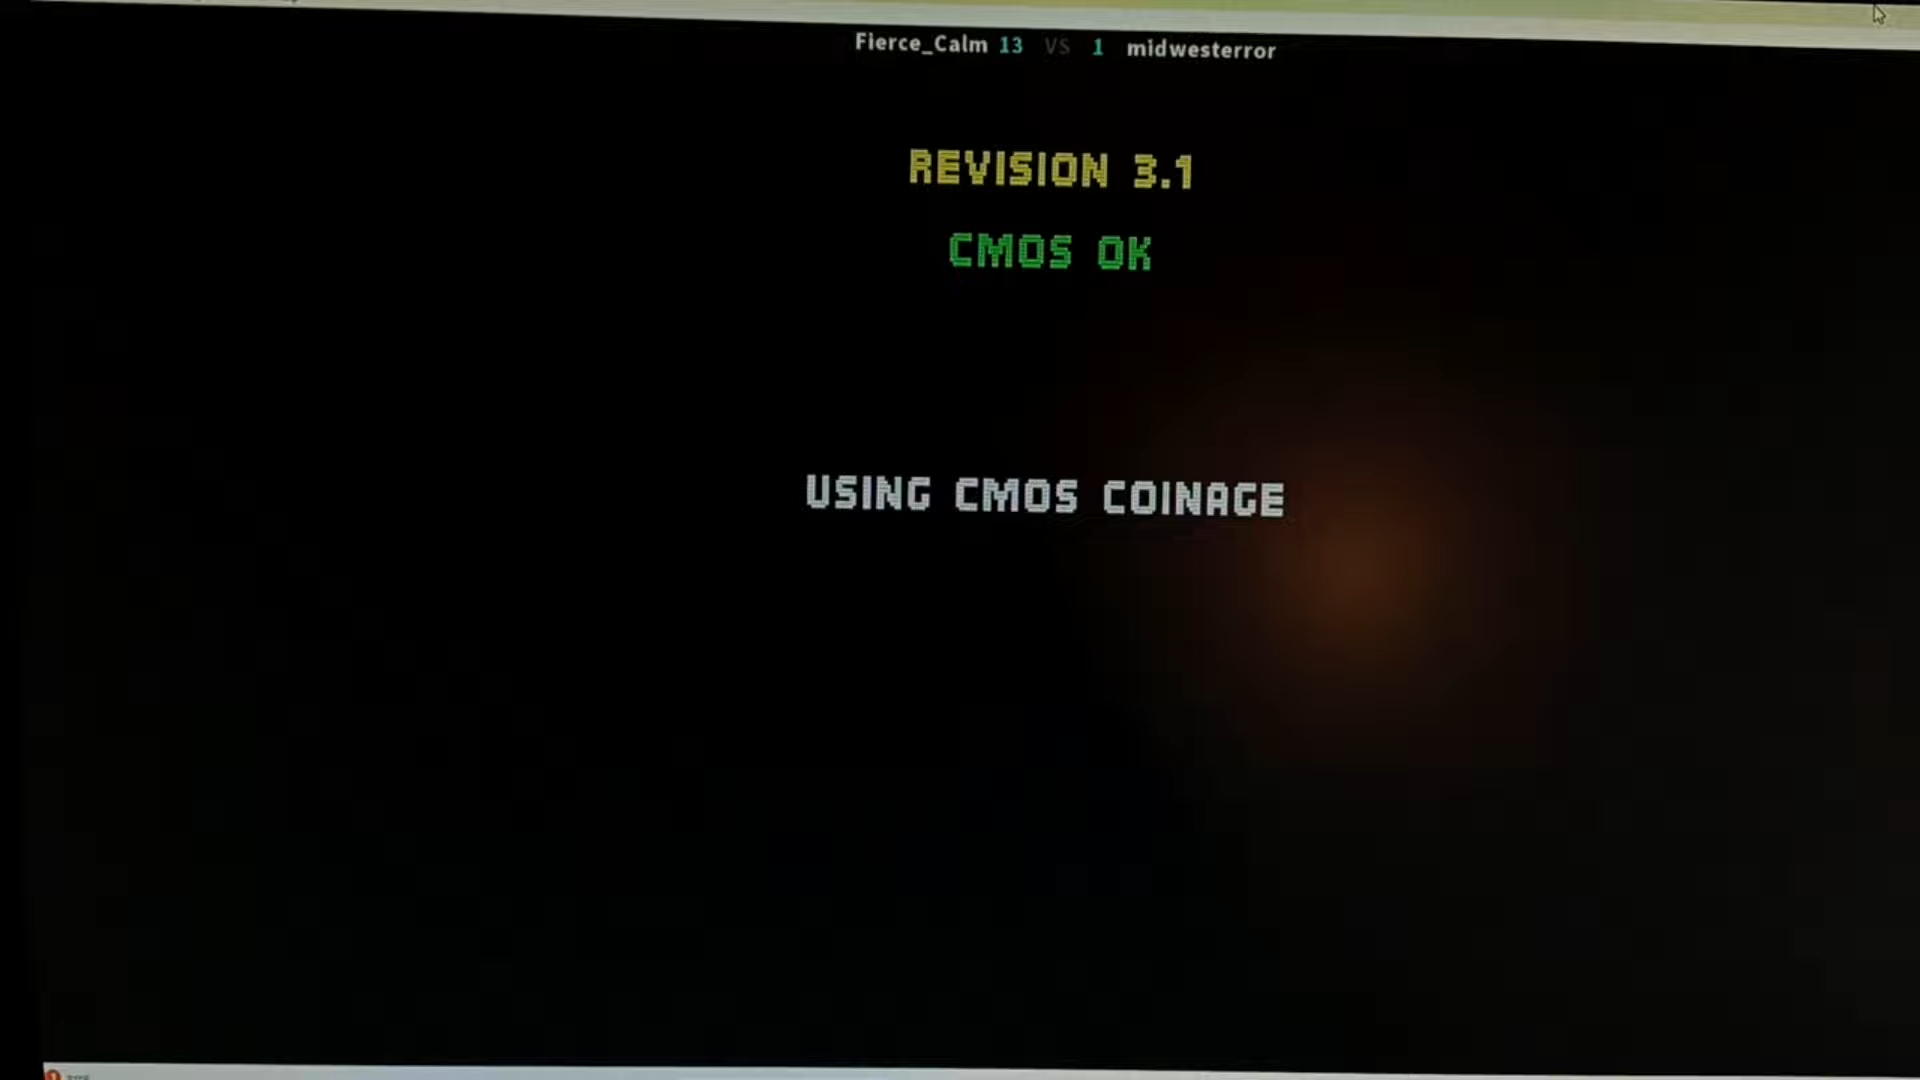 Fierce_Calm 13 VS 1 midwesterror
REVISION 3.1
CMOS OK
USING CMOS COINAGE